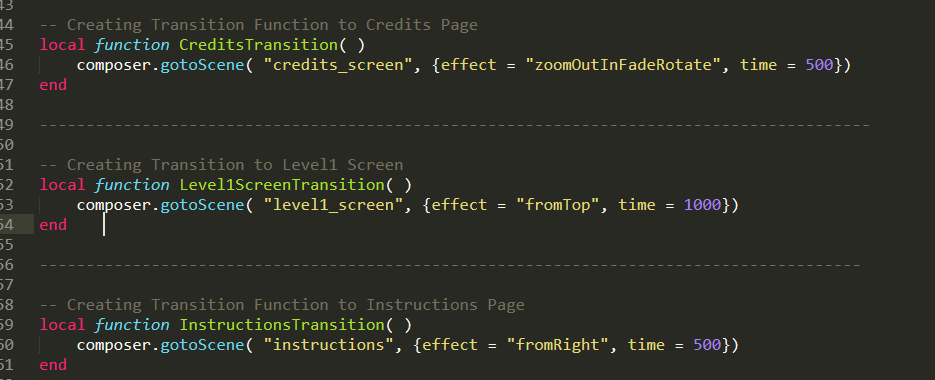 43
44 -- Creating Transition Function to Credits Page
45 local function CreditsTransition( )
46 composer.gotoScene( "credits_screen", {effect = "zoomOutInFadeRotate", time = 500})
47 end
48
49 -----------------------------------------------------------------------------------------
50
51 -- Creating Transition to Level1 Screen
52 local function Level1ScreenTransition( )
53 composer.gotoScene( "level1_screen", {effect = "fromTop", time = 1000})
54 end
55
56 ----------------------------------------------------------------------------------------
57
58 -- Creating Transition Function to Instructions Page
59 local function InstructionsTransition( )
60 composer.gotoScene( "instructions", {effect = "fromRight", time = 500})
61 end